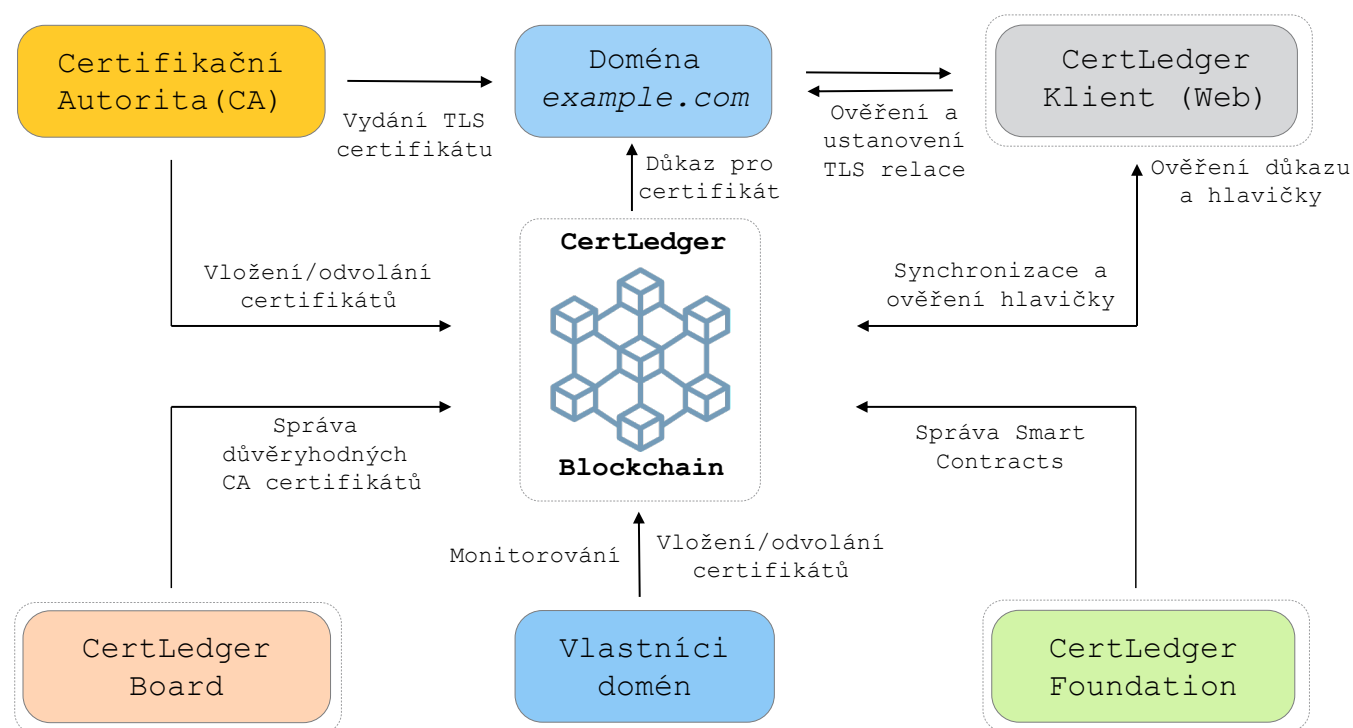 Certifikační
Autorita(CA)
Vydání TLS
certifikátu
Doména
example.com
Ověření a
ustanovení
TLS relace
CertLedger
Klient (Web)
Důkaz pro
certifikát
Ověření důkazu
a hlavičky
Vložení/odvolání
certifikátů
CertLedger
Blockchain
Synchronizace a
ověření hlavičky
Správa
důvěryhodných
CA certifikátů
Správa Smart
Contracts
Monitorování
Vložení/odvolání
certifikátů
CertLedger
Board
Vlastníci
domén
CertLedger
Foundation